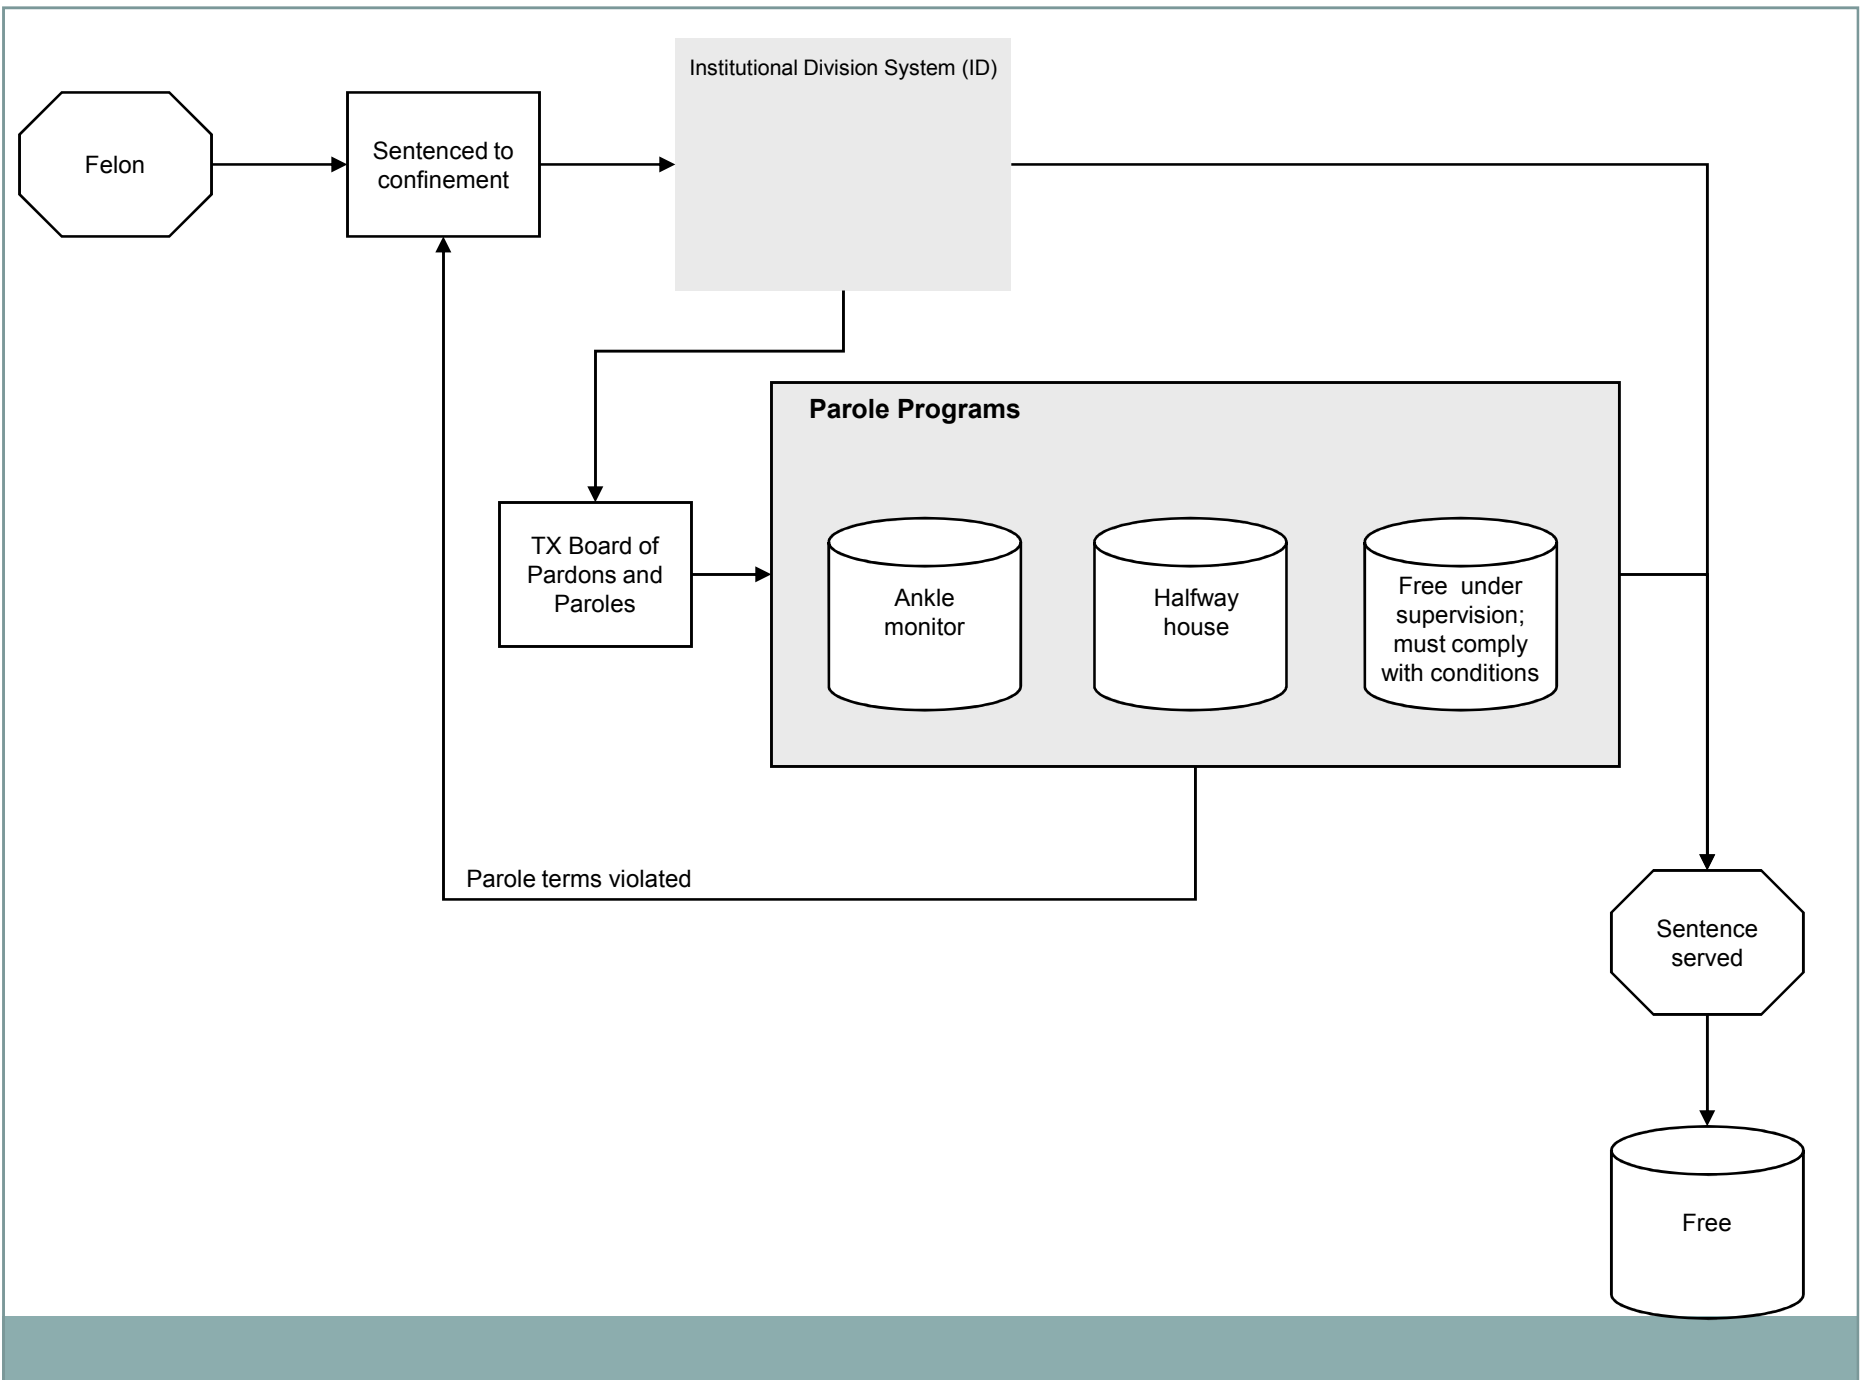 Institutional Division System (ID)
Felon
Sentenced to
confinement
Parole Programs
TX Board of
Pardons and
Paroles
Ankle
monitor
Halfway
house
Free under
supervision;
must comply
with conditions
Parole terms violated
Sentence
served
Free